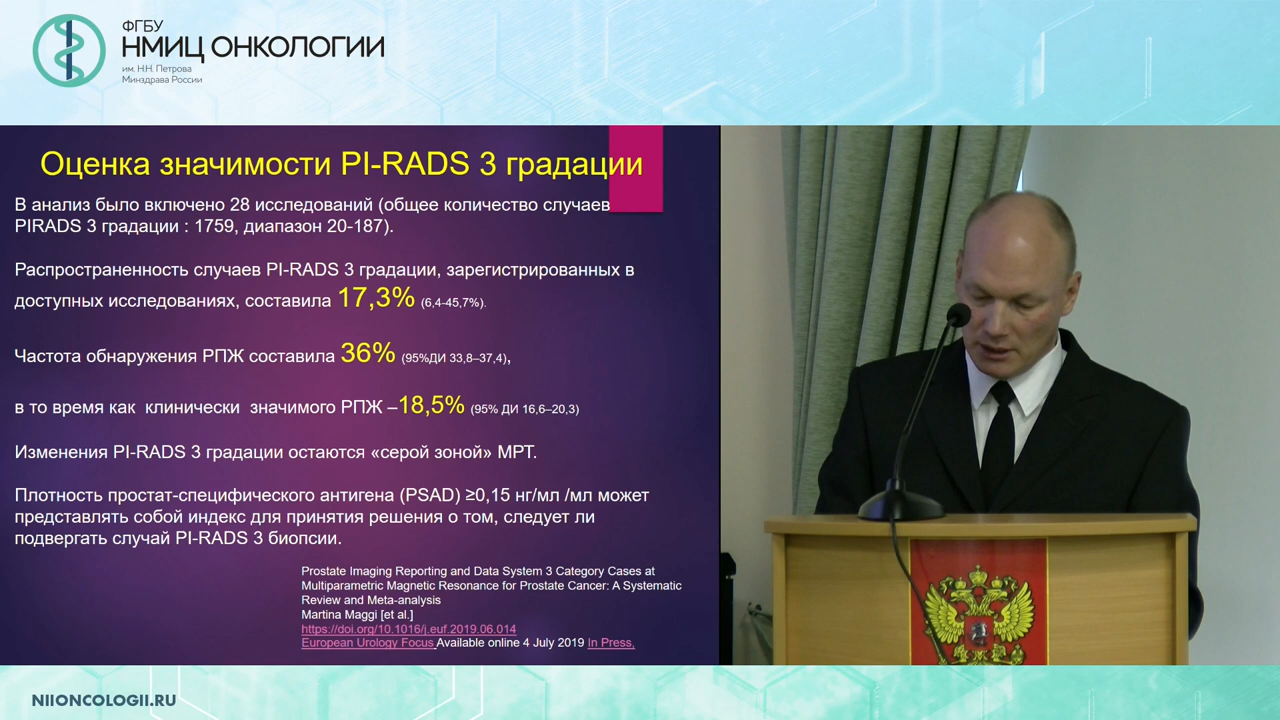 ФГБУ
НМИЦ ОНКОЛОГИИ
им. Н.Н. Петрова
Минздрава России
Оценка значимости PI-RADS 3 градации
В анализ было включено 28 исследований (общее количество случаев
PIRADS 3 градации : 1759, диапазон 20-187).
Распространенность случаев PI-RADS 3 градации, зарегистрированных в
доступных исследованиях, составила 17,3% (6,4-45,7%).
Частота обнаружения РПЖ составила 36% (95%ДИ 33,8–37,4),
в то время как клинически значимого РПЖ –18,5% (95% ДИ 16,6–20,3)
Изменения PI-RADS 3 градации остаются «серой зоной» МРТ.
Плотность простат-специфического антигена (PSAD) ≥0,15 нг/мл /мл может
представлять собой индекс для принятия решения о том, следует ли
подвергать случай PI-RADS 3 биопсии.
Prostate Imaging Reporting and Data System 3 Category Cases at
Multiparametric Magnetic Resonance for Prostate Cancer: A Systematic
Review and Meta-analysis
Martina Maggi [et al.]
https://doi.org/10.1016/j.euf.2019.06.014
European Urology Focus Available online 4 July 2019 In Press,
NIIONCOLOGII.RU